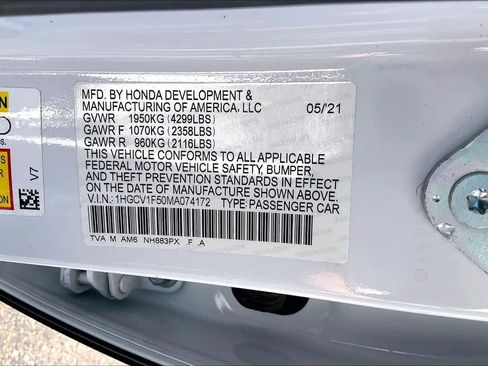 MFD. BY HONDA DEVELOPMENT &
MANUFACTURING OF AMERICA, LLC 05/21
GVWR 1950KG (4299LBS)
GAWR F 1070KG (2358LBS)
GAWR R 960KG (2116LBS)
THIS VEHICLE CONFORMS TO ALL APPLICABLE
FEDERAL MOTOR VEHICLE SAFETY, BUMPER,
AND THEFT PREVENTION STANDARDS IN EFFECT
ON THE DATE OF MANUFACTURE SHOWN ABOVE.
V.I.N.: 1HGCV1F50MA074172 TYPE: PASSENGER CAR
TVA M AM6 NH883PX F A
V7